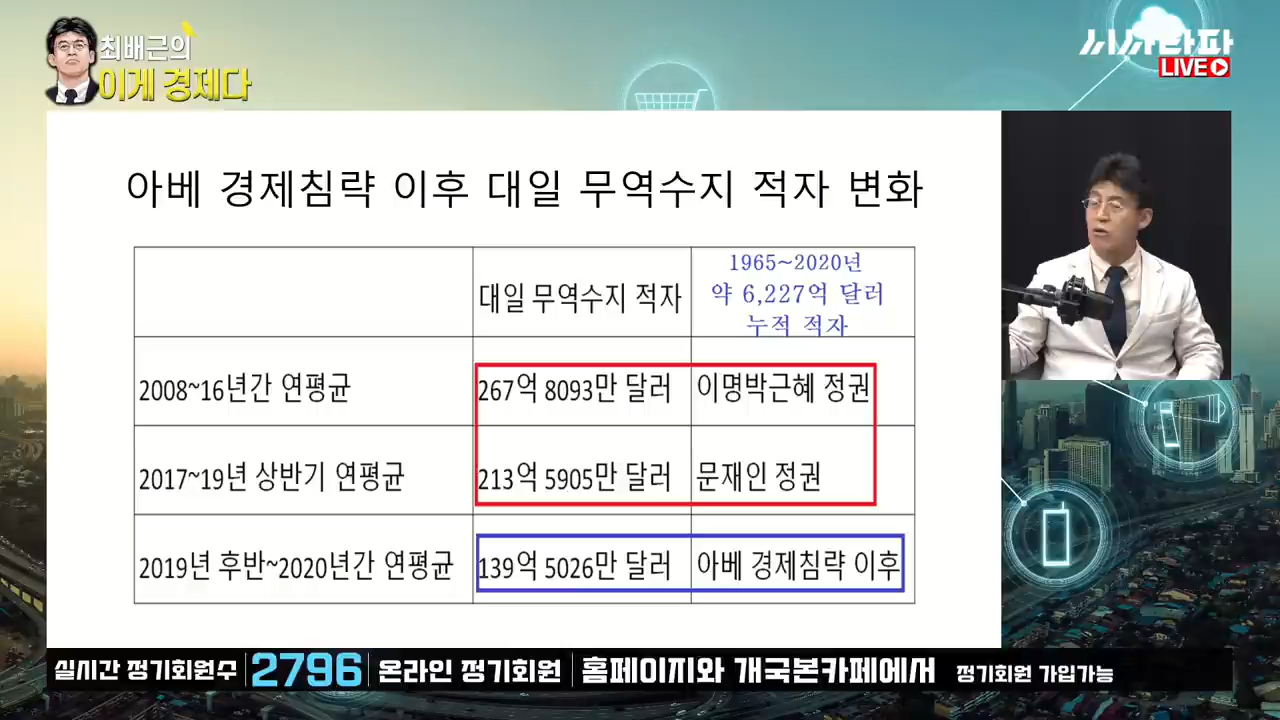 최배근의
이게 경제다
시사타파
LIVE
아베 경제침략 이후 대일 무역수지 적자 변화
대일 무역수지 적자
1965~2020년
약 6,227억 달러
누적 적자
2008~16년간 연평균
267억 8093만 달러
이명박근혜 정권
2017~19년 상반기 연평균
213억 5905만 달러
문재인 정권
2019년 후반~2020년간 연평균
139억 5026만 달러
아베 경제침략 이후
실시간 정기회원수 2796 온라인 정기회원 홈페이지와 개국본카페에서 정기회원 가입가능